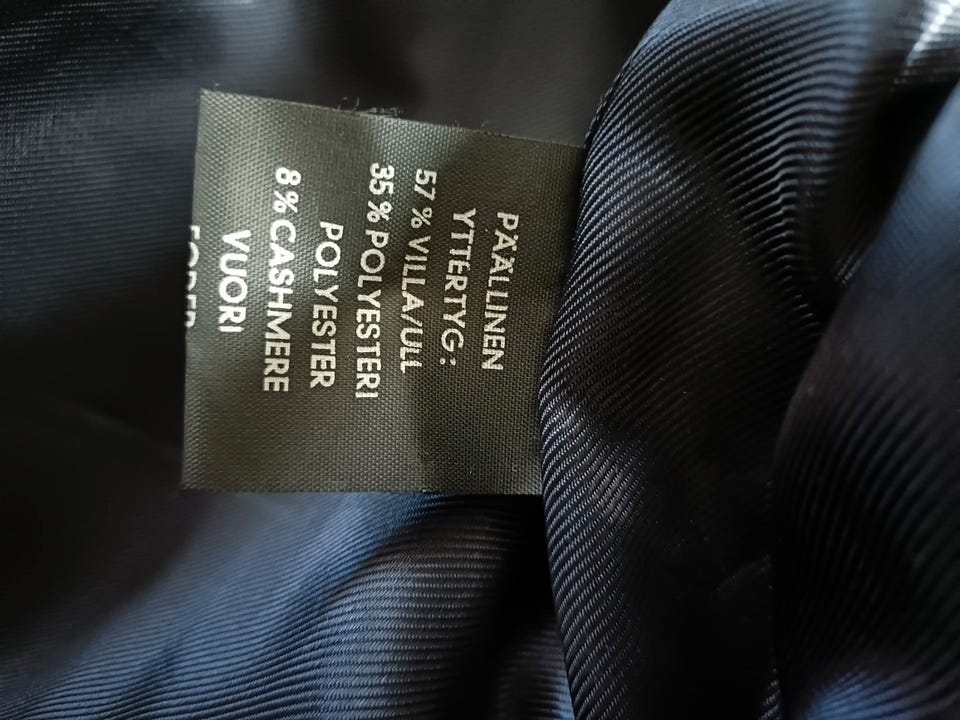 PÄÄLLINEN
YTTERTYG:
57% VILLA/ULL
35% POLYESTERI
POLYESTER
8% CASHMERE
VUORI